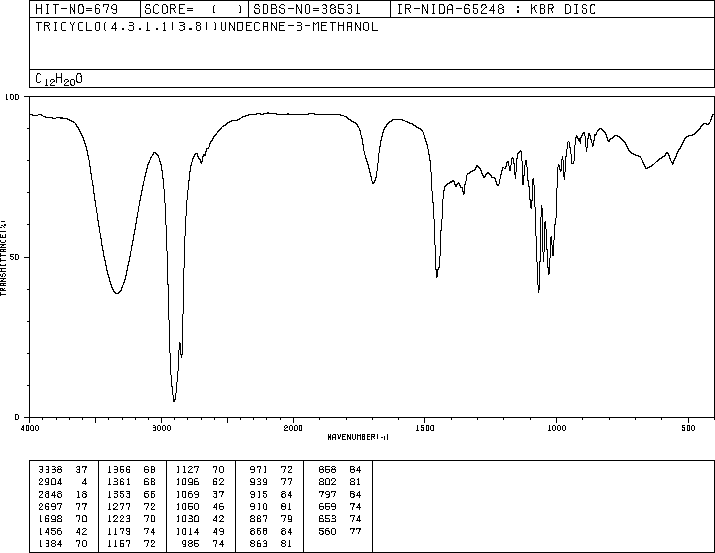 HIT-NO=679 SCORE= ( ) SDBS-NO=38531 IR-NIDA-65248 : KBR DISC
TRICYCLO(4.3.1.1(3.8))UNDECANE-3-METHANOL
C12H20O
100
50
0
TRANSMITTANCE(%)
4000 3000 2000 1500 1000 500
WAVENUMBER(-1)
3338 37 1366 68 1127 70 971 72 858 84
2904 4 1361 68 1096 62 939 77 802 81
2848 18 1353 66 1069 37 915 84 797 84
2697 77 1277 72 1050 46 910 81 659 74
1698 70 1223 70 1030 42 887 79 653 74
1456 42 1179 74 1014 49 868 84 560 77
1384 70 1167 72 985 74 863 81